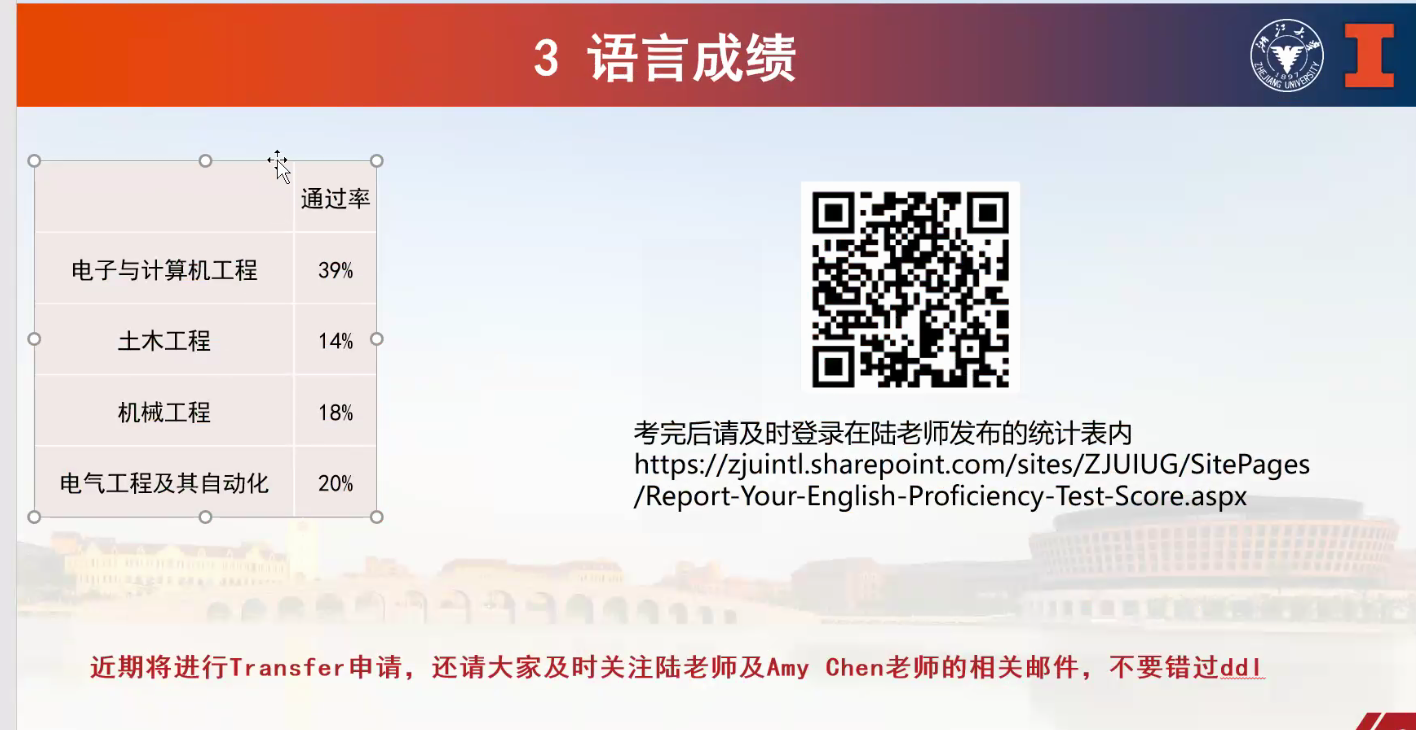 3 语言成绩
浙江大学
ZHEJIANG UNIVERSITY
1897
I
通过率
电子与计算机工程 39%
土木工程 14%
机械工程 18%
电气工程及其自动化 20%
考完后请及时登录在陆老师发布的统计表内
https://zjuintl.sharepoint.com/sites/ZJUIUG/SitePages
/Report-Your-English-Proficiency-Test-Score.aspx
近期将进行Transfer申请，还请大家及时关注陆老师及Amy Chen老师的相关邮件，不要错过ddl